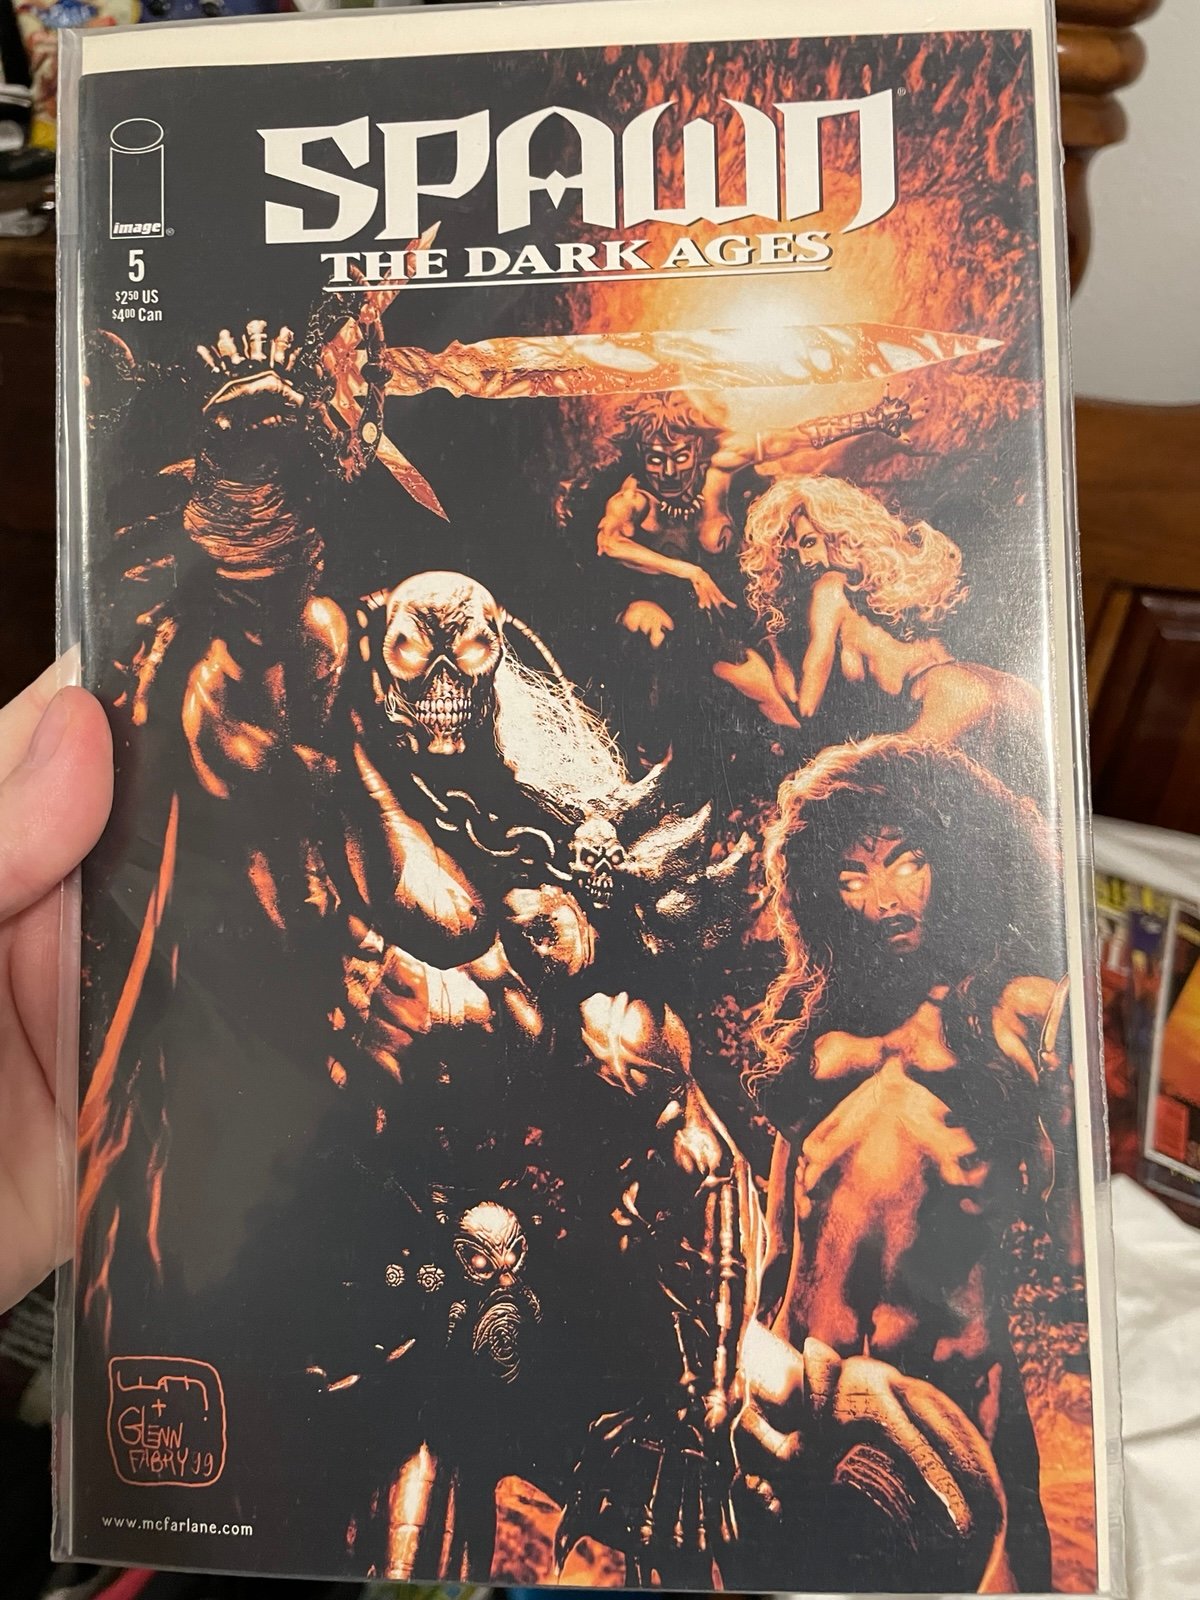 SPAWN
THE DARK AGES
image
5
$2.50 US
$4.00 Can
+
GLENN
FABRY 99
www.mcfarlane.com